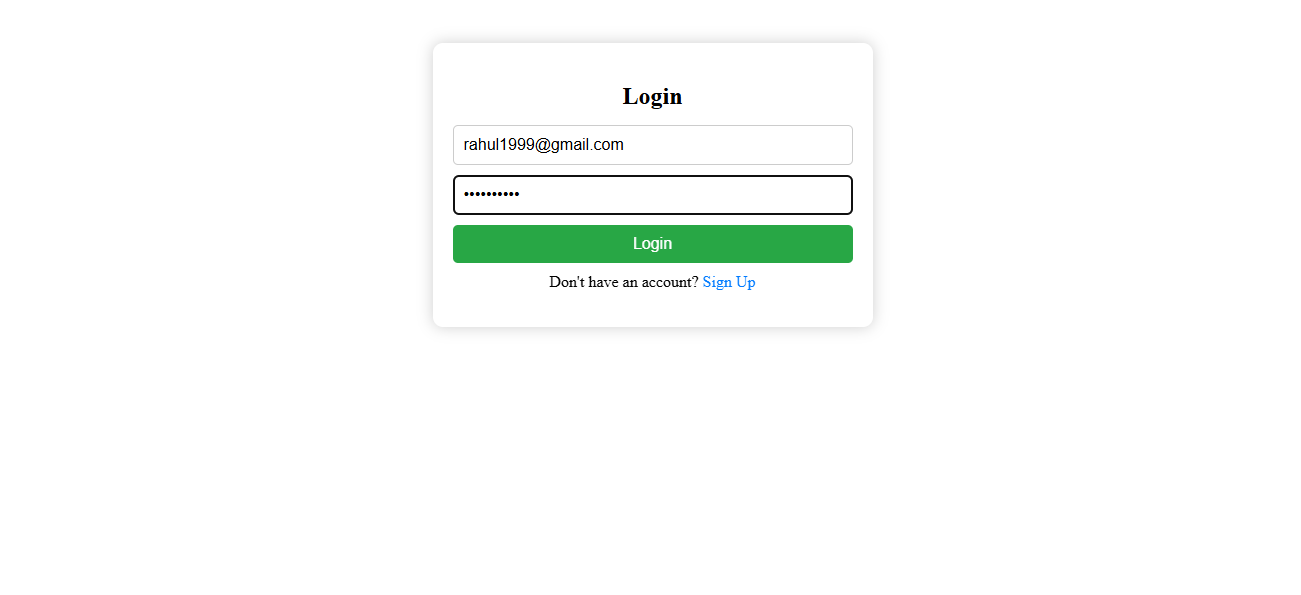 Login
rahul1999@gmail.com
••••••••••
Login
Don't have an account? Sign Up